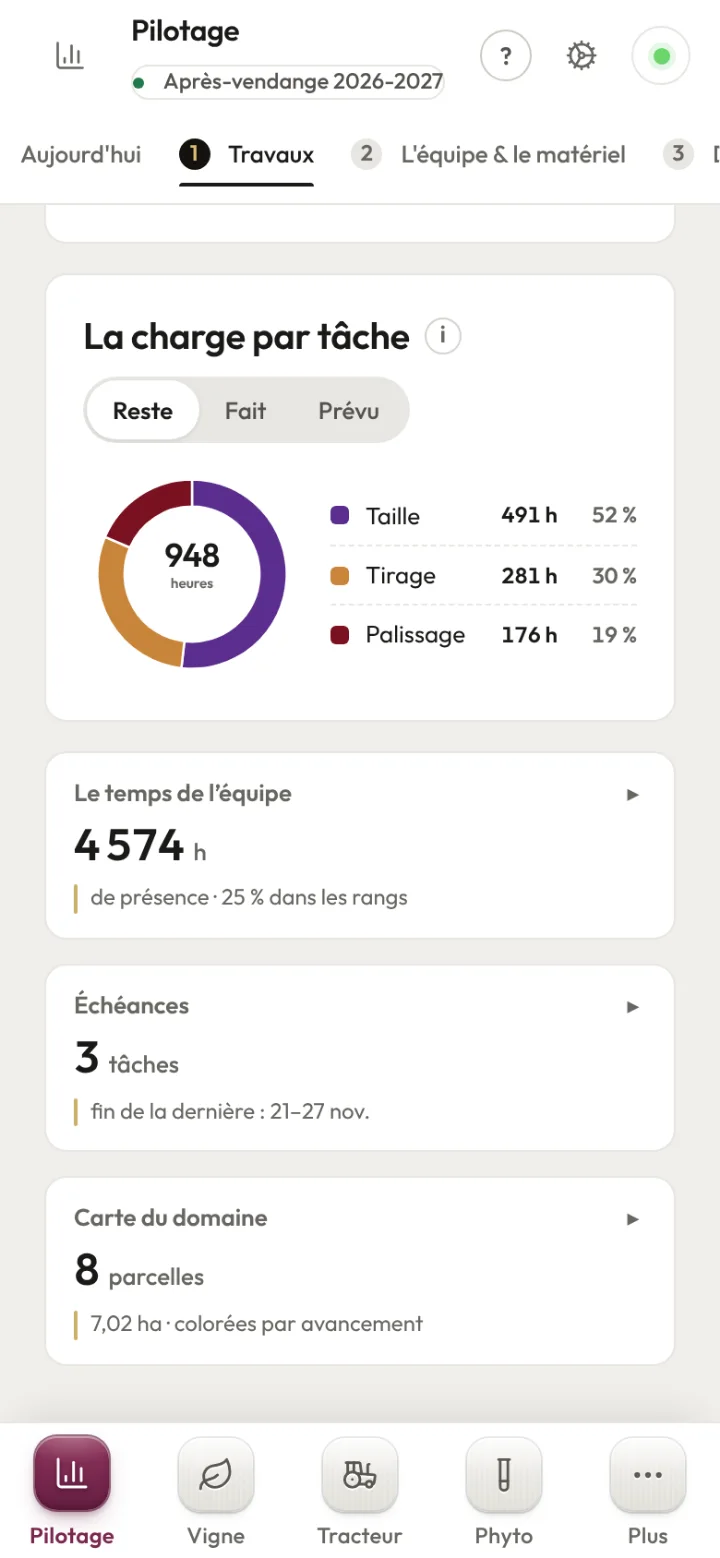 Pilotage
Après-vendange 2026-2027
?
Aujourd'hui 1 Travaux 2 L'équipe & le matériel 3
La charge par tâche i
Reste Fait Prévu
948
heures
Taille 491 h 52 %
Tirage 281 h 30 %
Palissage 176 h 19 %
Le temps de l’équipe
4 574 h
de présence · 25 % dans les rangs
Échéances
3 tâches
fin de la dernière : 21–27 nov.
Carte du domaine
8 parcelles
7,02 ha · colorées par avancement
Pilotage Vigne Tracteur Phyto Plus